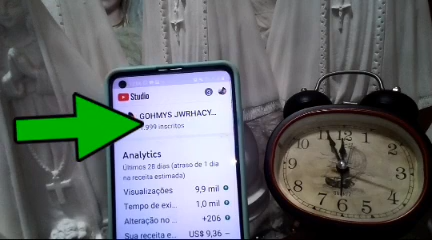 Studio
GOHMYS JWRHACY...
.999 inscritos
Analytics
Últimos 28 dias (atraso de 1 dia
na receita estimada)
Visualizações 9,9 mil
Tempo de exi... 1,0 mil
Alteração no ... +206
Sua receita e... US$ 9,36 –